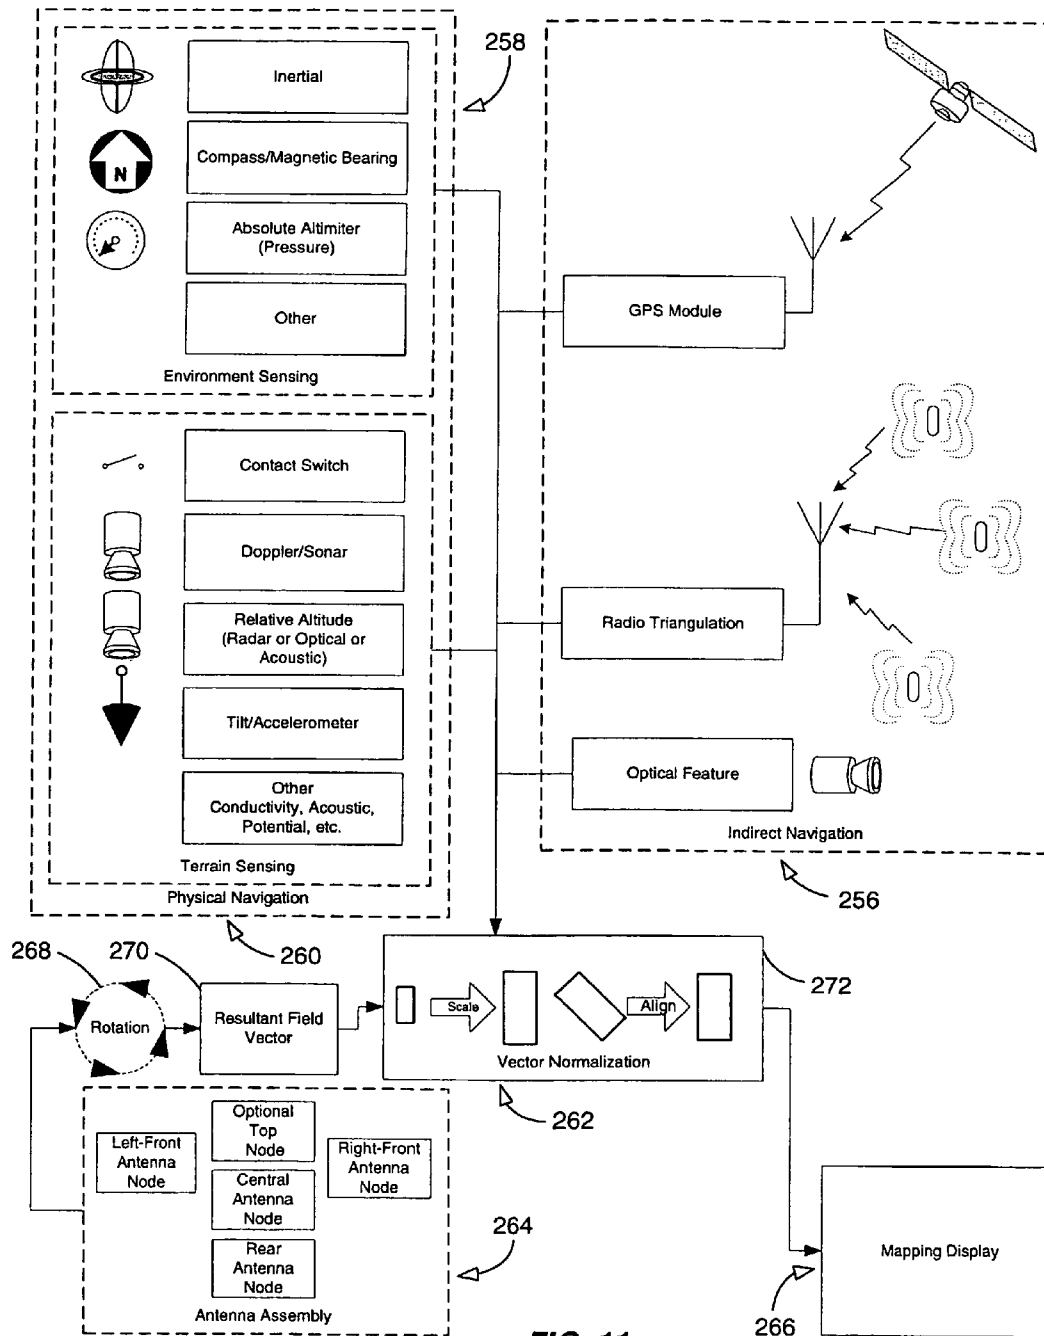 258
Inertial
Compass/Magnetic Bearing
N
Absolute Altimiter
(Pressure)
P
Other
Environment Sensing
GPS Module
Contact Switch
Doppler/Sonar
Relative Altitude
(Radar or Optical or
Acoustic)
Radio Triangulation
Tilt/Accelerometer
Optical Feature
Other
Conductivity, Acoustic,
Potential, etc.
Indirect Navigation
Terrain Sensing
Physical Navigation
256
260
268
270
272
Rotation
Resultant Field
Vector
Scale
Align
Vector Normalization
262
Left-Front
Antenna
Node
Optional
Top
Node
Right-Front
Antenna
Node
Central
Antenna
Node
Rear
Antenna
Node
Antenna Assembly
264
Mapping Display
266
FIG. 11